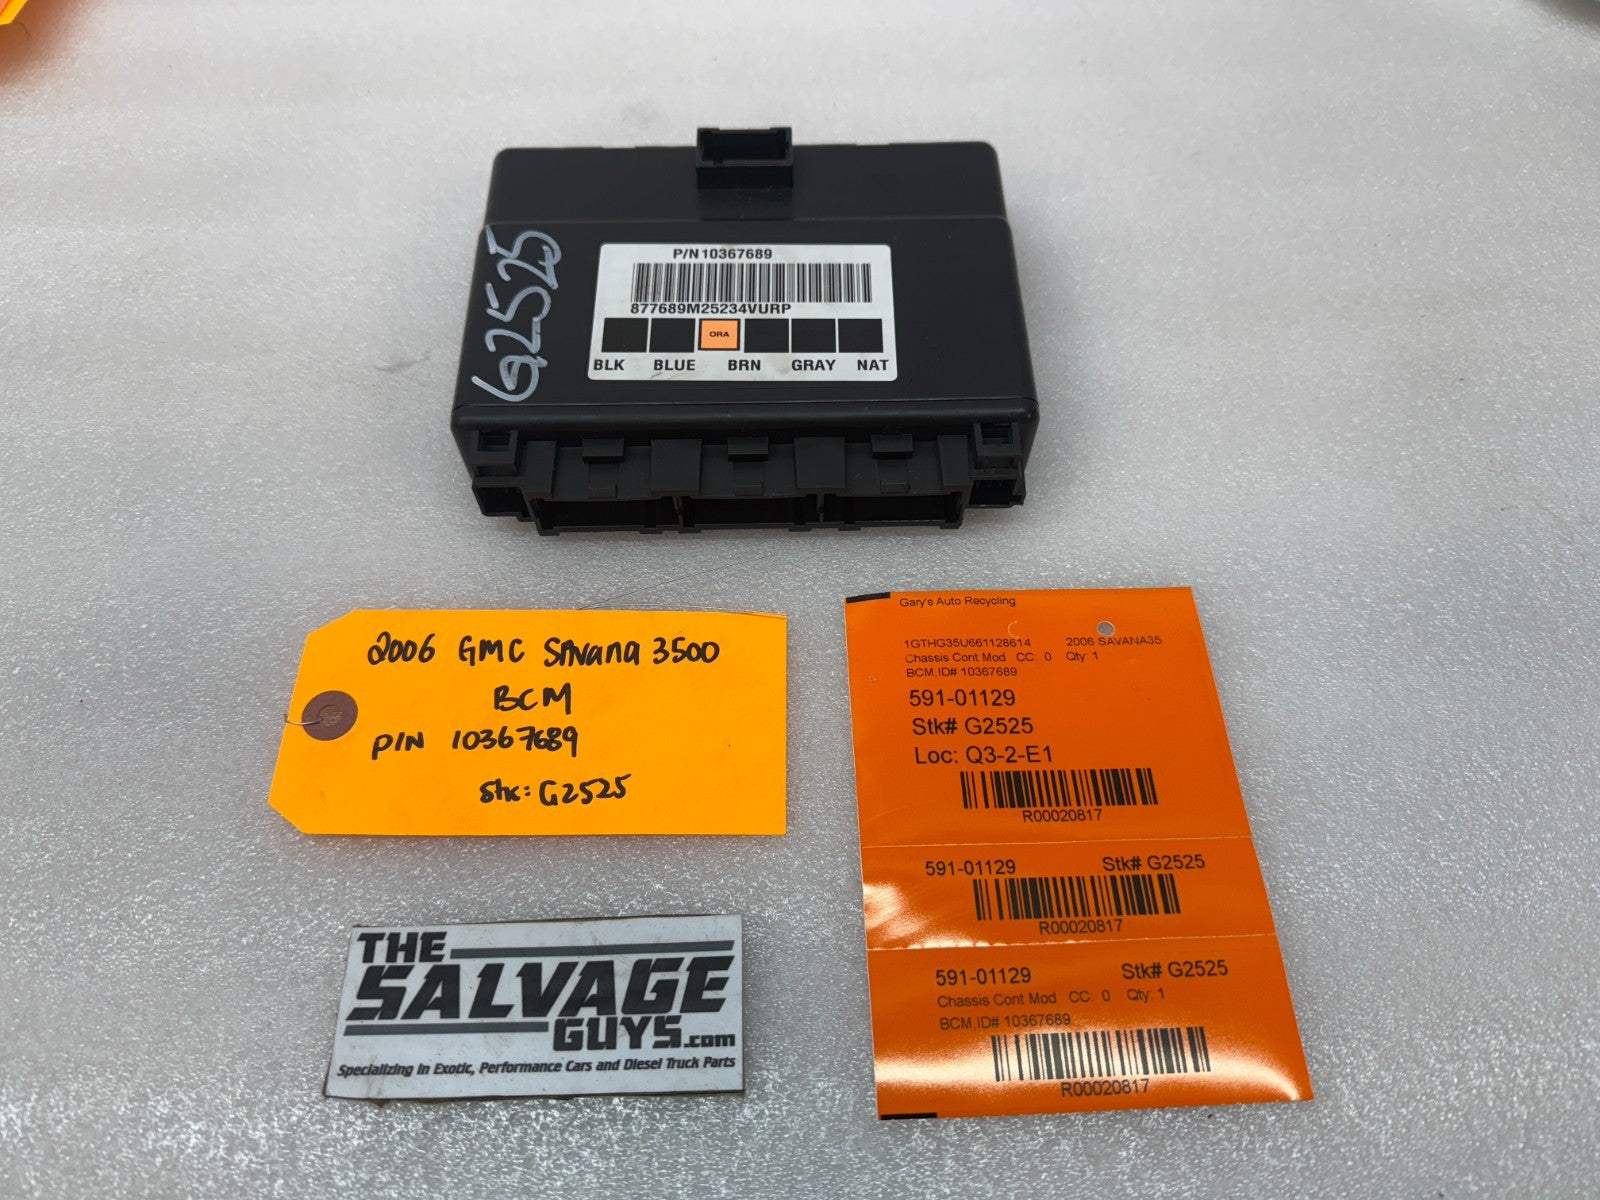 G2525
P/N10367689
877689M25234VURP
ORA
BLK BLUE BRN GRAY NAT
2006 GMC SAVANA 3500
BCM
P/N 10367689
Stk: G2525
Gary's Auto Recycling
1GTHG35U661128614 2006 SAVANA35
Chassis Cont Mod CC: 0 Qty: 1
BCM,ID# 10367689
591-01129
Stk# G2525
Loc: Q3-2-E1
R00020817
591-01129 Stk# G2525
R00020817
591-01129 Stk# G2525
Chassis Cont Mod CC: 0 Qty: 1
BCM,ID# 10367689
R00020817
THE
SALVAGE
GUYS.com
Specializing in Exotic, Performance Cars and Diesel Truck Parts